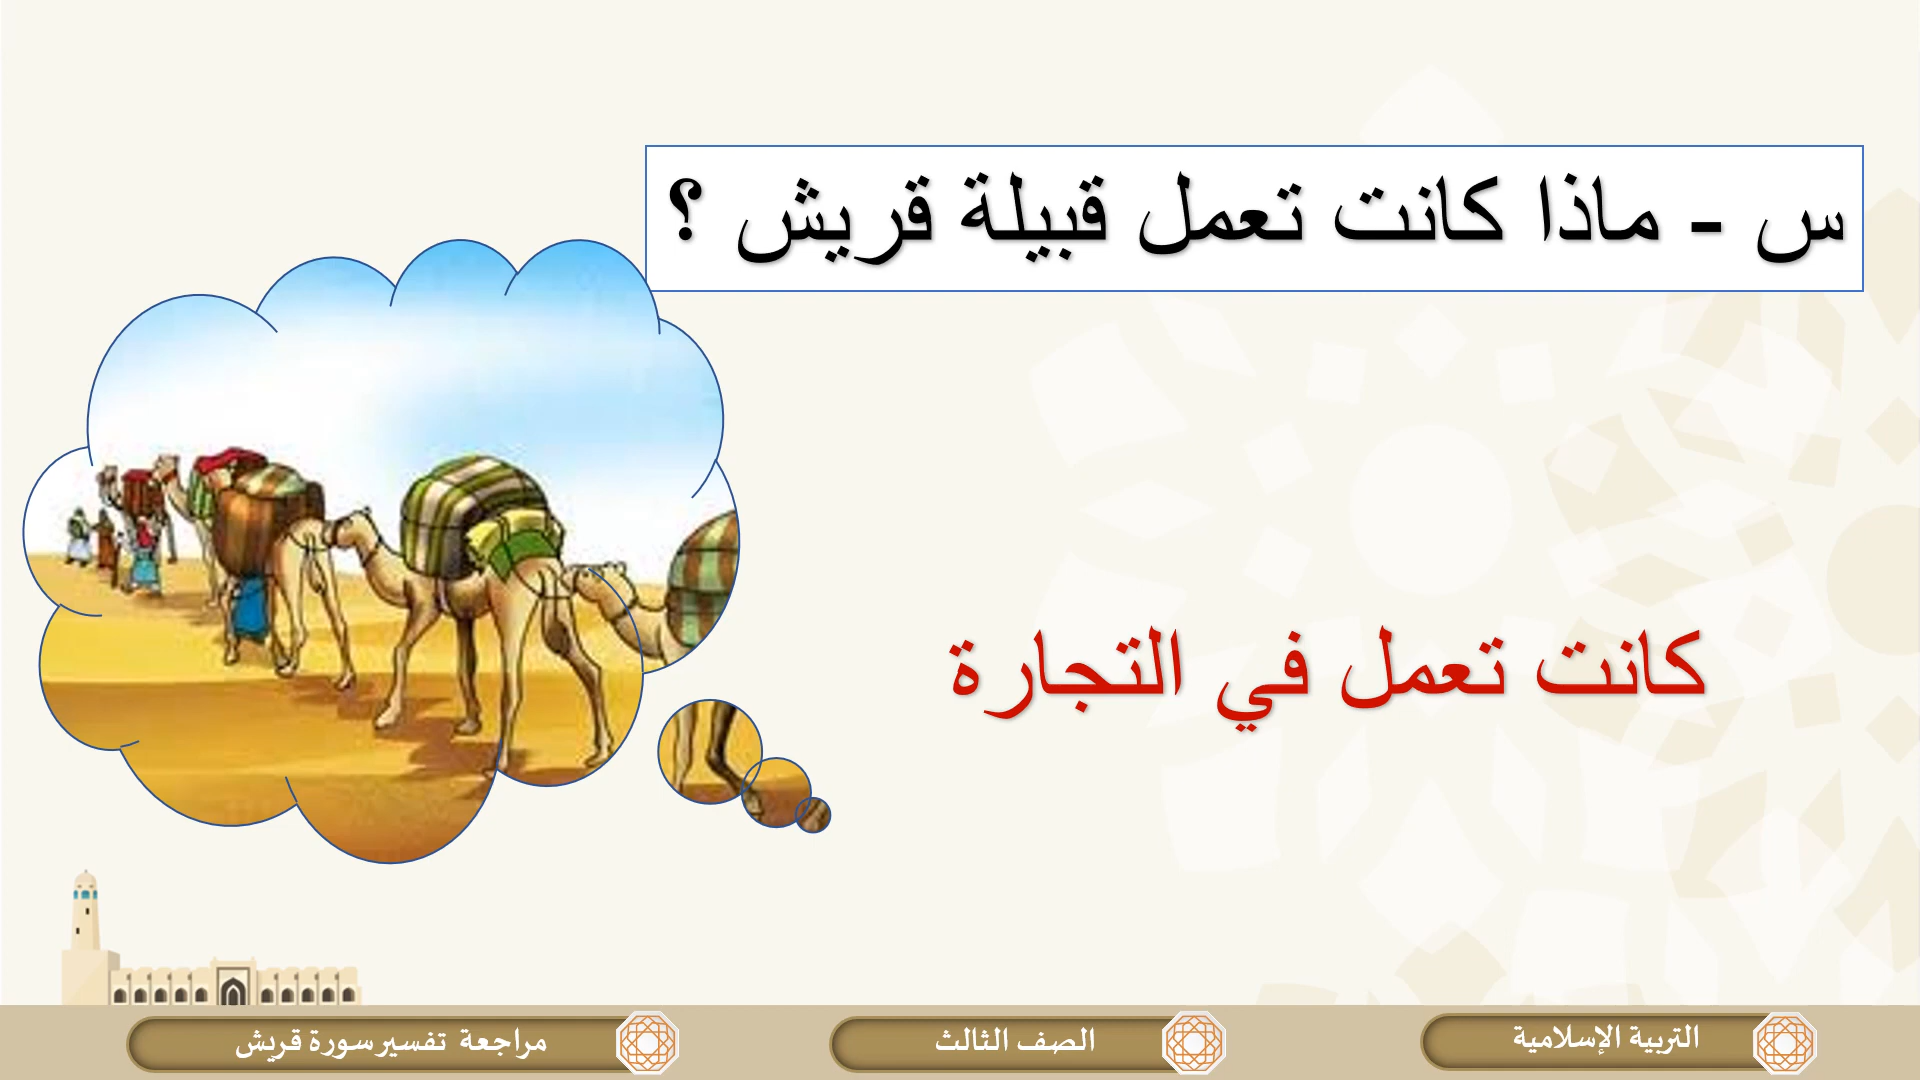 س - ماذا كانت تعمل قبيلة قريش ؟
كانت تعمل في التجارة
التربية الإسلامية
الصف الثالث
مراجعة تفسير سورة قريش